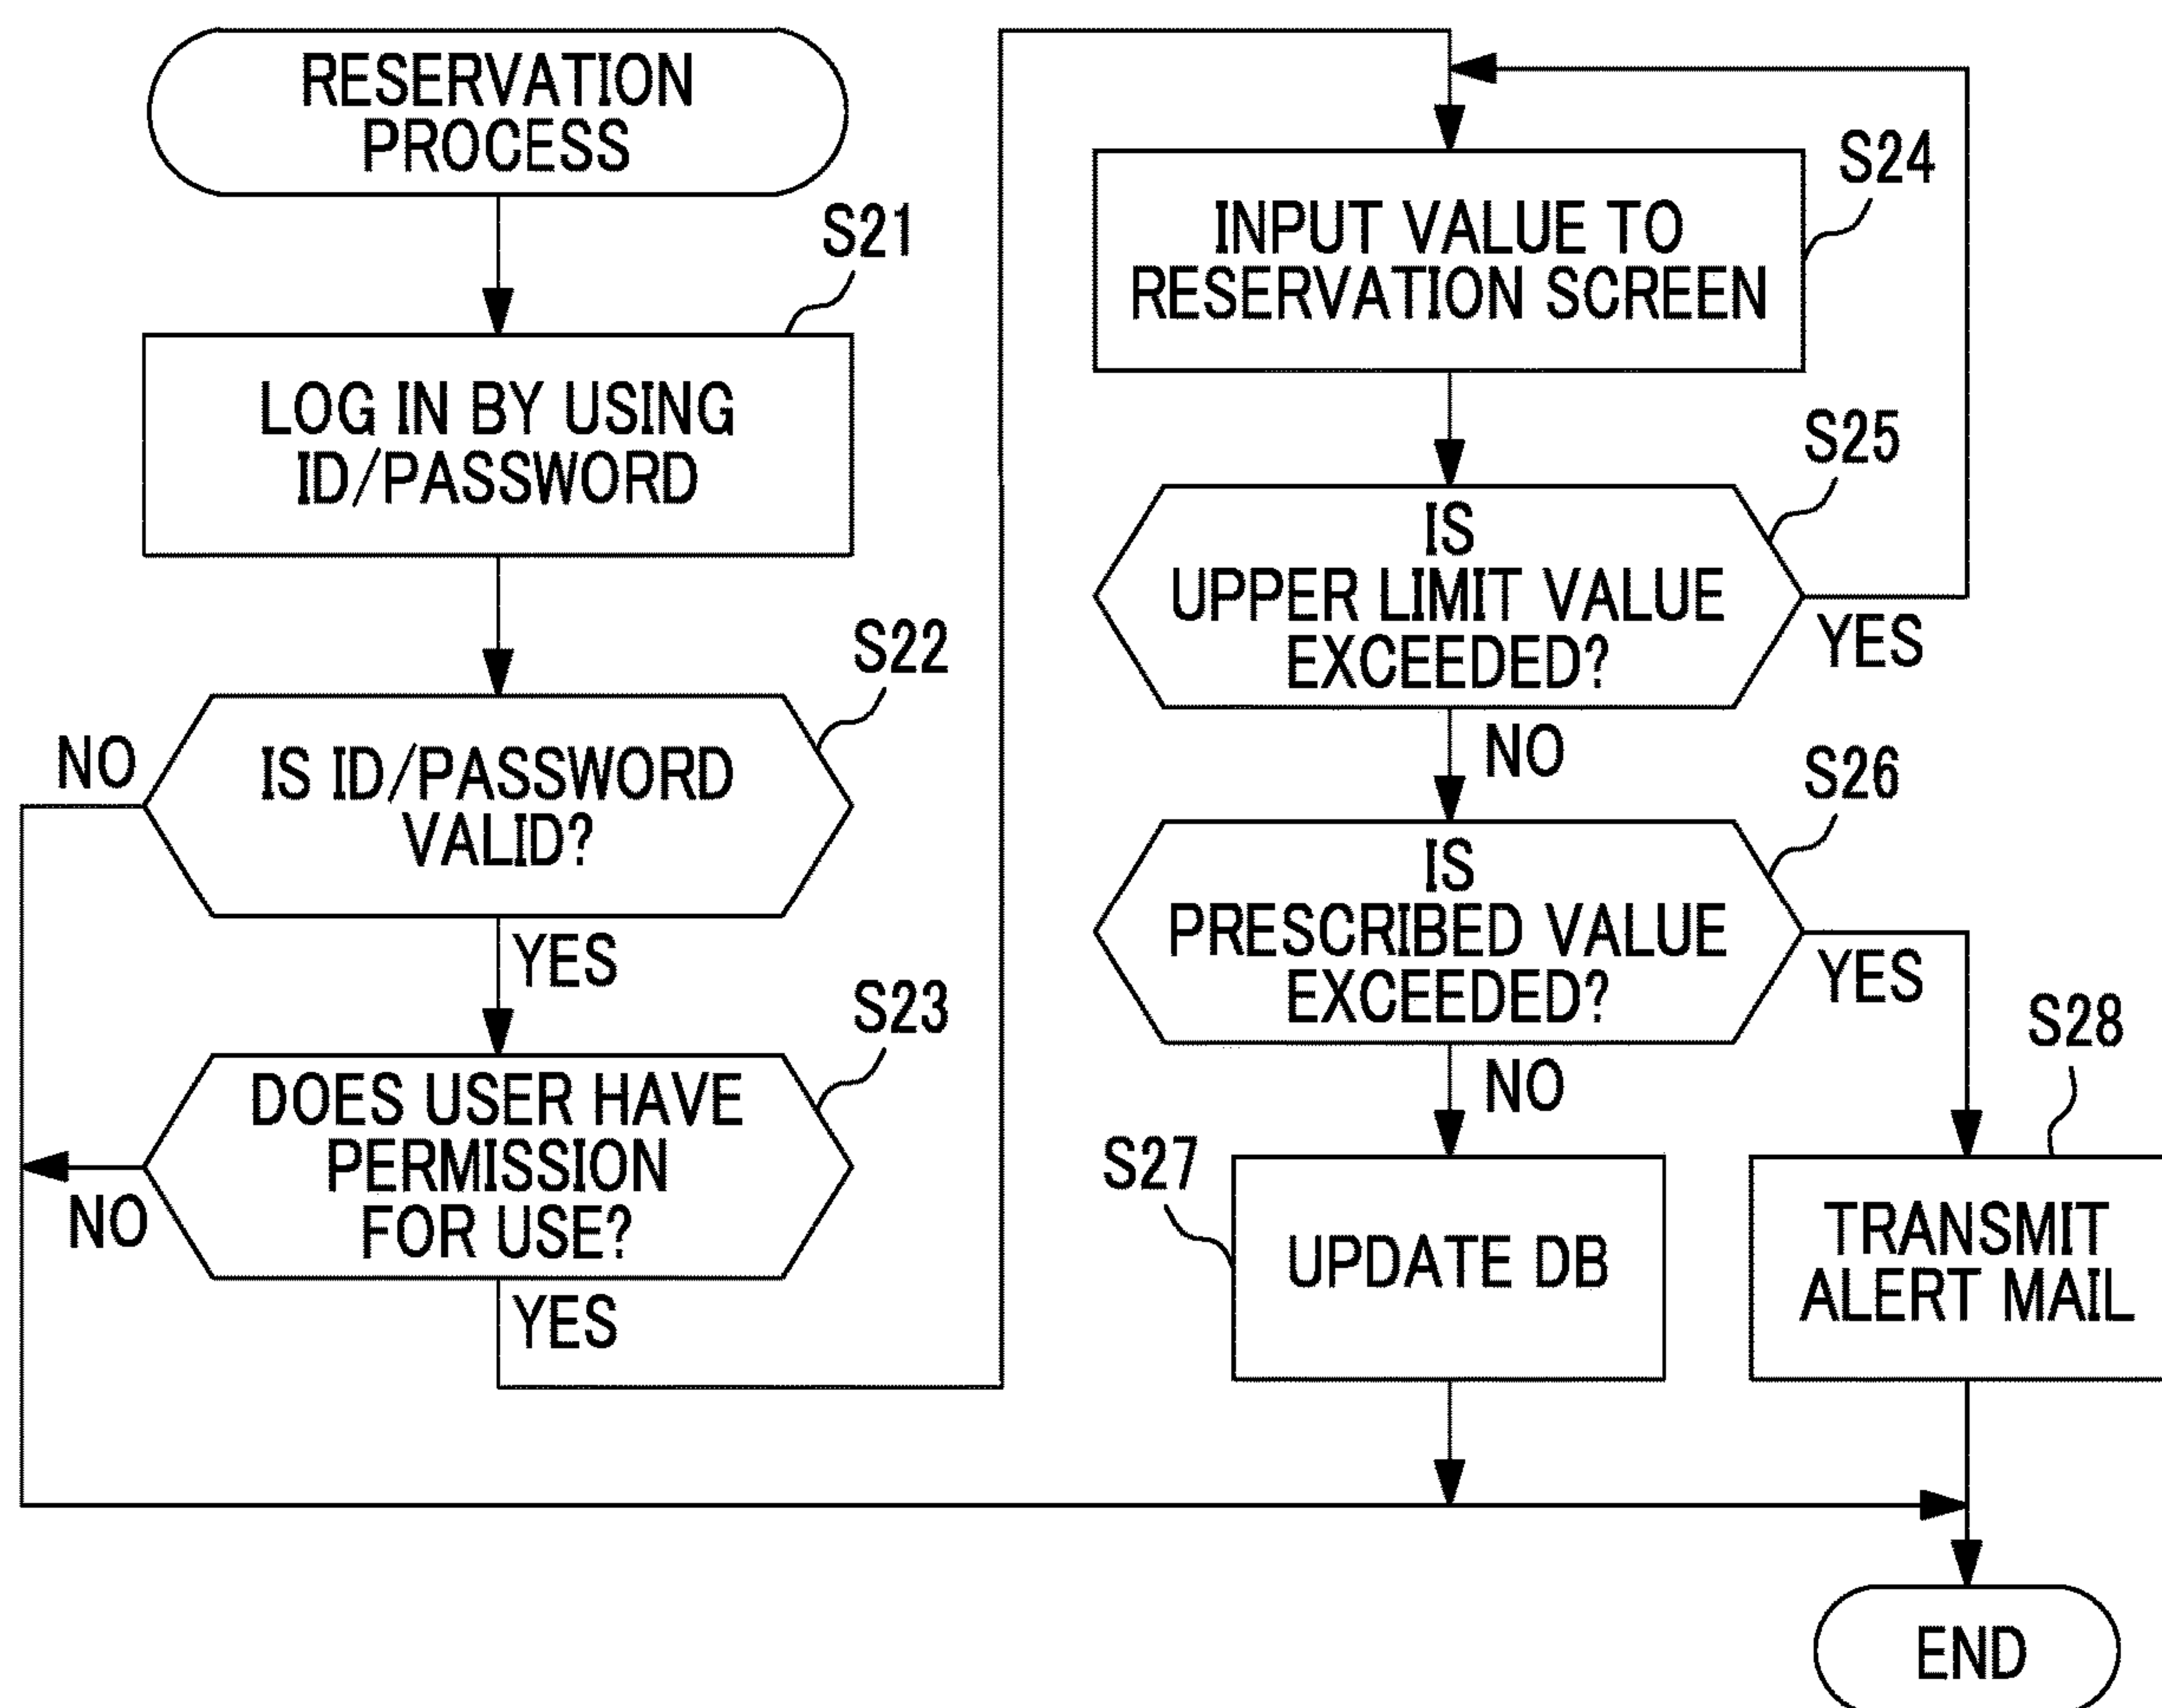 RESERVATION
PROCESS
S21
LOG IN BY USING
ID/PASSWORD
S22
NO
IS ID/PASSWORD
VALID?
YES
S23
DOES USER HAVE
PERMISSION
FOR USE?
NO
YES
S24
INPUT VALUE TO
RESERVATION SCREEN
S25
IS
UPPER LIMIT VALUE
EXCEEDED?
YES
NO
S26
IS
PRESCRIBED VALUE
EXCEEDED?
YES
NO
S27
UPDATE DB
S28
TRANSMIT
ALERT MAIL
END